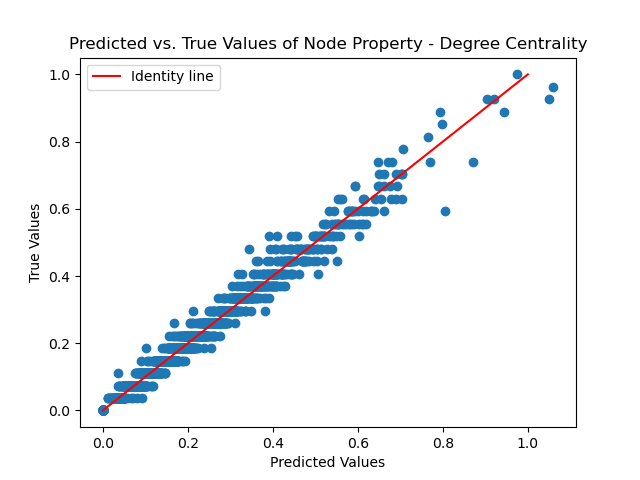 Predicted vs. True Values of Node Property - Degree Centrality
Identity line
True Values
1.0
0.8
0.6
0.4
0.2
0.0
0.0 0.2 0.4 0.6 0.8 1.0
Predicted Values